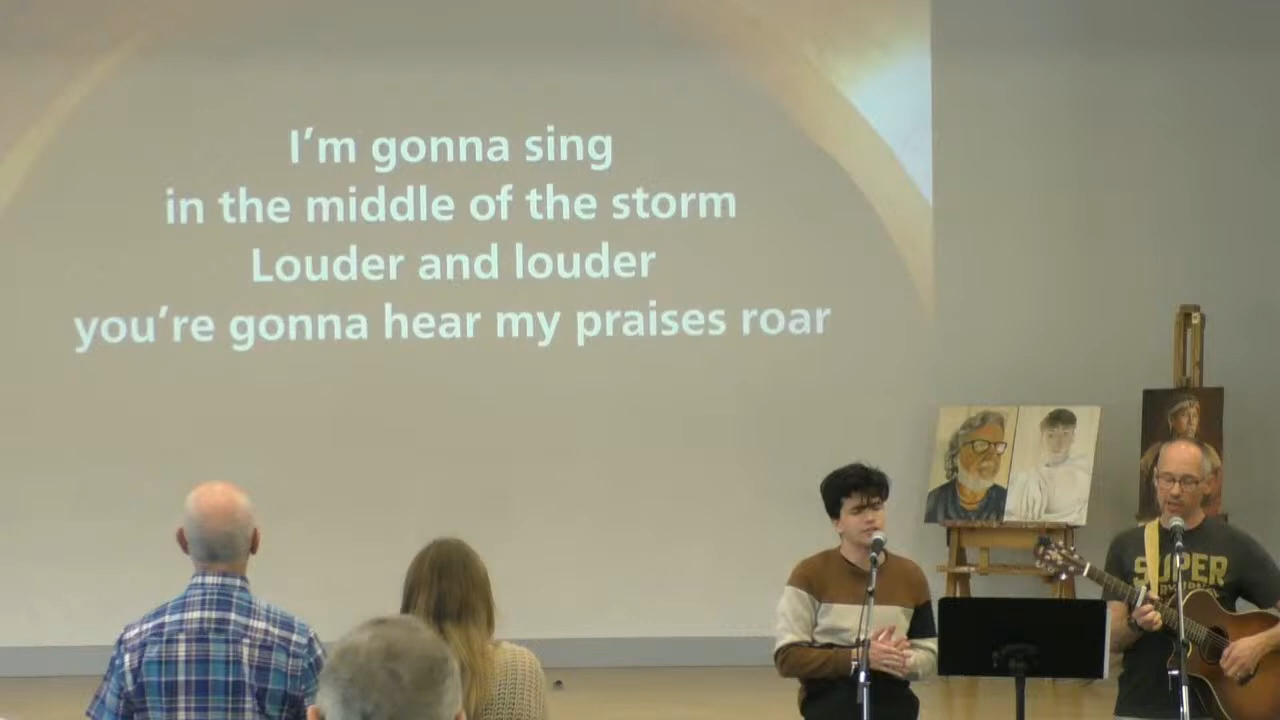 I'm gonna sing
in the middle of the storm
Louder and louder
you're gonna hear my praises roar
SUPER